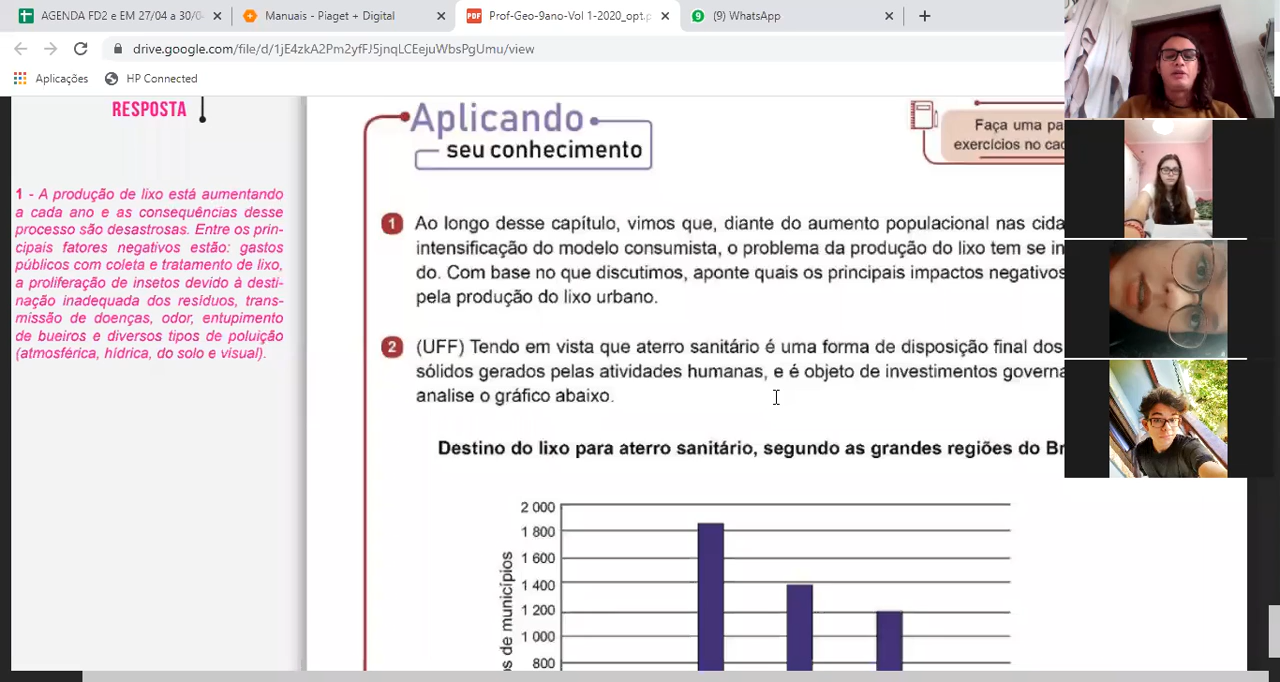 AGENDA FD2 e EM 27/04 a 30/04
Manuais - Piaget + Digital
Prof-Geo-9ano-Vol 1-2020_opt.p
(9) WhatsApp
drive.google.com/file/d/1jE4zkA2Pm2yfFJ5jnqLCEejuWbsPgUmu/view
Aplicações
HP Connected
RESPOSTA
1 - A produção de lixo está aumentando
a cada ano e as consequências desse
processo são desastrosas. Entre os prin-
cipais fatores negativos estão: gastos
públicos com coleta e tratamento de lixo,
a proliferação de insetos devido à desti-
nação inadequada dos resíduos, trans-
missão de doenças, odor, entupimento
de bueiros e diversos tipos de poluição
(atmosférica, hídrica, do solo e visual).
Aplicando
seu conhecimento
Faça uma pa
exercícios no cad
1 Ao longo desse capítulo, vimos que, diante do aumento populacional nas cida
intensificação do modelo consumista, o problema da produção do lixo tem se in
do. Com base no que discutimos, aponte quais os principais impactos negativos
pela produção do lixo urbano.
2 (UFF) Tendo em vista que aterro sanitário é uma forma de disposição final dos
sólidos gerados pelas atividades humanas, e é objeto de investimentos governa
analise o gráfico abaixo.
Destino do lixo para aterro sanitário, segundo as grandes regiões do Br
2 000
1 800
1 600
1 400
1 200
1 000
800
s de municípios